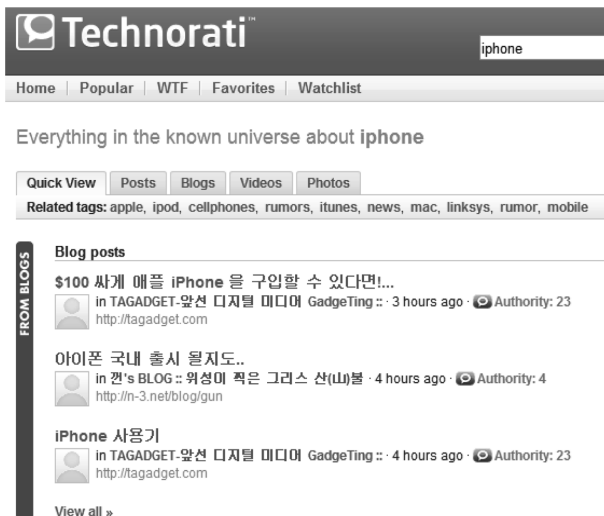 Technorati™
iphone
Home | Popular | WTF | Favorites | Watchlist
Everything in the known universe about iphone
Quick View Posts Blogs Videos Photos
Related tags: apple, ipod, cellphones, rumors, itunes, news, mac, linksys, rumor, mobile
FROM BLOGS
Blog posts
$100 싸게 애플 iPhone 을 구입할 수 있다면!...
in TAGADGET-앞선 디지털 미디어 GadgeTing :: · 3 hours ago · Authority: 23
http://tagadget.com
아이폰 국내 출시 될지도..
in 껀's BLOG :: 위성이 찍은 그리스 산(山)불 · 4 hours ago · Authority: 4
http://n-3.net/blog/gun
iPhone 사용기
in TAGADGET-앞선 디지털 미디어 GadgeTing :: · 4 hours ago · Authority: 23
http://tagadget.com
View all »